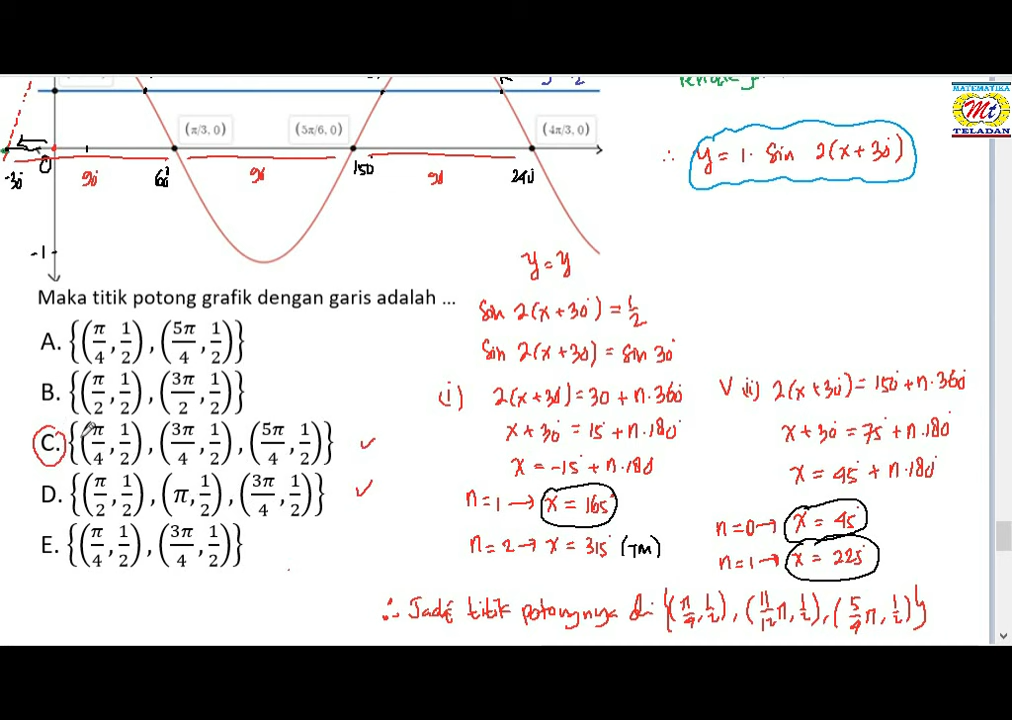 MATEMATIKA
Mt
TELADAN
(π/3, 0)
(5π/6, 0)
(4π/3, 0)
∴ y = 1. sin 2(x+30°)
-30° 0 90 60° 90 150 90 240°
-1
y = y
Maka titik potong grafik dengan garis adalah ...
sin 2(x+30°) = 1/2
sin 2(x+30) = sin 30°
A. {(π/4, 1/2), (5π/4, 1/2)}
B. {(π/2, 1/2), (3π/2, 1/2)}
C. {(π/4, 1/2), (3π/4, 1/2), (5π/4, 1/2)} ✓
D. {(π/2, 1/2), (π, 1/2), (3π/4, 1/2)} ✓
E. {(π/4, 1/2), (3π/4, 1/2)}
(i) 2(x+30) = 30 + n.360°
x + 30° = 15° + n.180°
x = -15° + n.180
n=1 → x = 165°
n=2 → x = 315° (TM)
V ii) 2(x+30°) = 150 + n.360
x + 30° = 75° + n.180
x = 45° + n.180°
n=0 → x = 45°
n=1 → x = 225°
∴ Jadi titik potongnya di {(π/4, 1/2), (11/12 π, 1/2), (5/4 π, 1/2)}